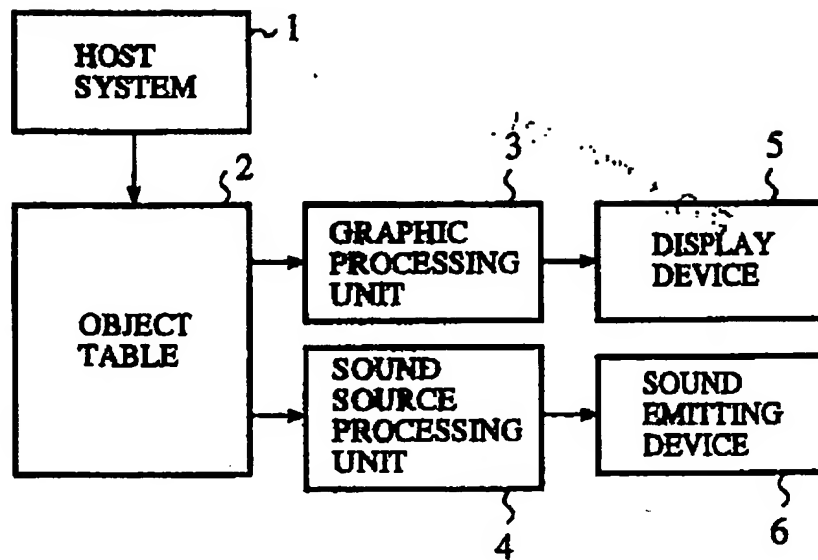 HOST
SYSTEM
1
2
OBJECT
TABLE
3
GRAPHIC
PROCESSING
UNIT
5
DISPLAY
DEVICE
SOUND
SOURCE
PROCESSING
UNIT
4
SOUND
EMITTING
DEVICE
6